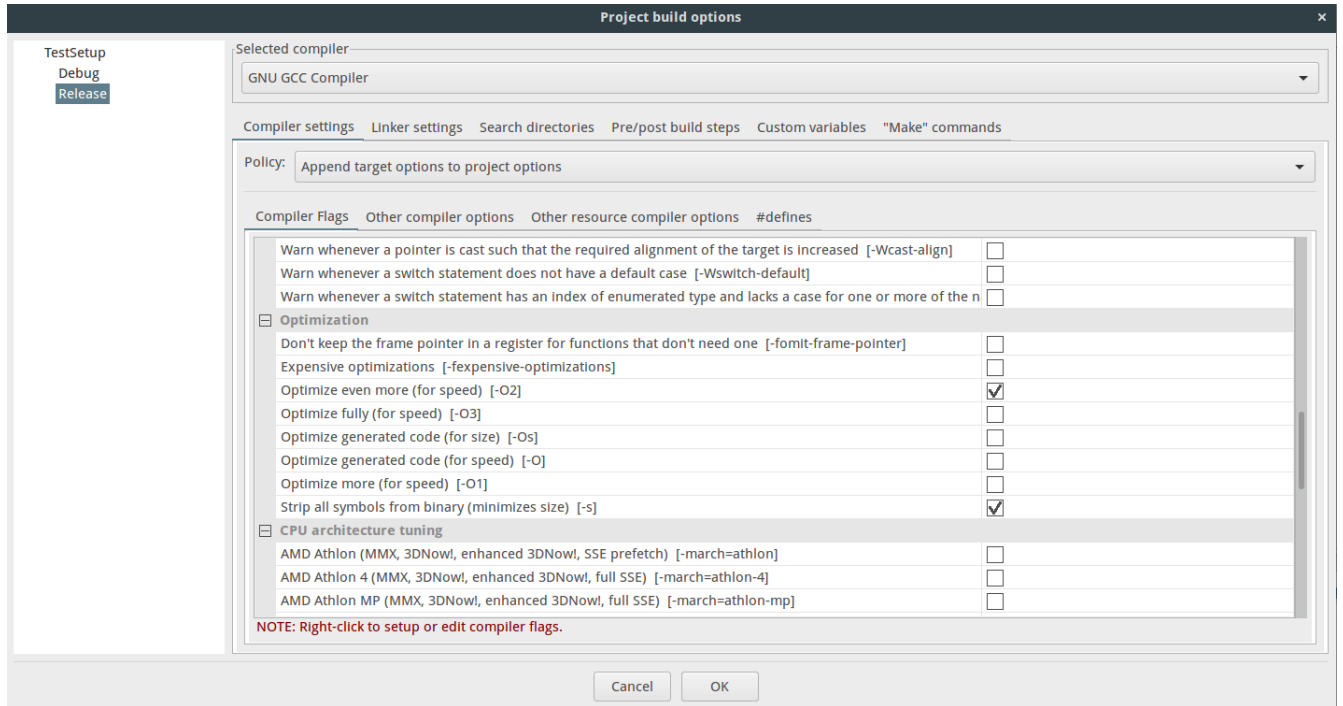 Project build options ×
TestSetup
Debug
Release
Selected compiler
GNU GCC Compiler
Compiler settings Linker settings Search directories Pre/post build steps Custom variables "Make" commands
Policy: Append target options to project options
Compiler Flags Other compiler options Other resource compiler options #defines
Warn whenever a pointer is cast such that the required alignment of the target is increased [-Wcast-align]
Warn whenever a switch statement does not have a default case [-Wswitch-default]
Warn whenever a switch statement has an index of enumerated type and lacks a case for one or more of the n
Optimization
Don't keep the frame pointer in a register for functions that don't need one [-fomit-frame-pointer]
Expensive optimizations [-fexpensive-optimizations]
Optimize even more (for speed) [-O2]
Optimize fully (for speed) [-O3]
Optimize generated code (for size) [-Os]
Optimize generated code (for speed) [-O]
Optimize more (for speed) [-O1]
Strip all symbols from binary (minimizes size) [-s]
CPU architecture tuning
AMD Athlon (MMX, 3DNow!, enhanced 3DNow!, SSE prefetch) [-march=athlon]
AMD Athlon 4 (MMX, 3DNow!, enhanced 3DNow!, full SSE) [-march=athlon-4]
AMD Athlon MP (MMX, 3DNow!, enhanced 3DNow!, full SSE) [-march=athlon-mp]
NOTE: Right-click to setup or edit compiler flags.
Cancel OK